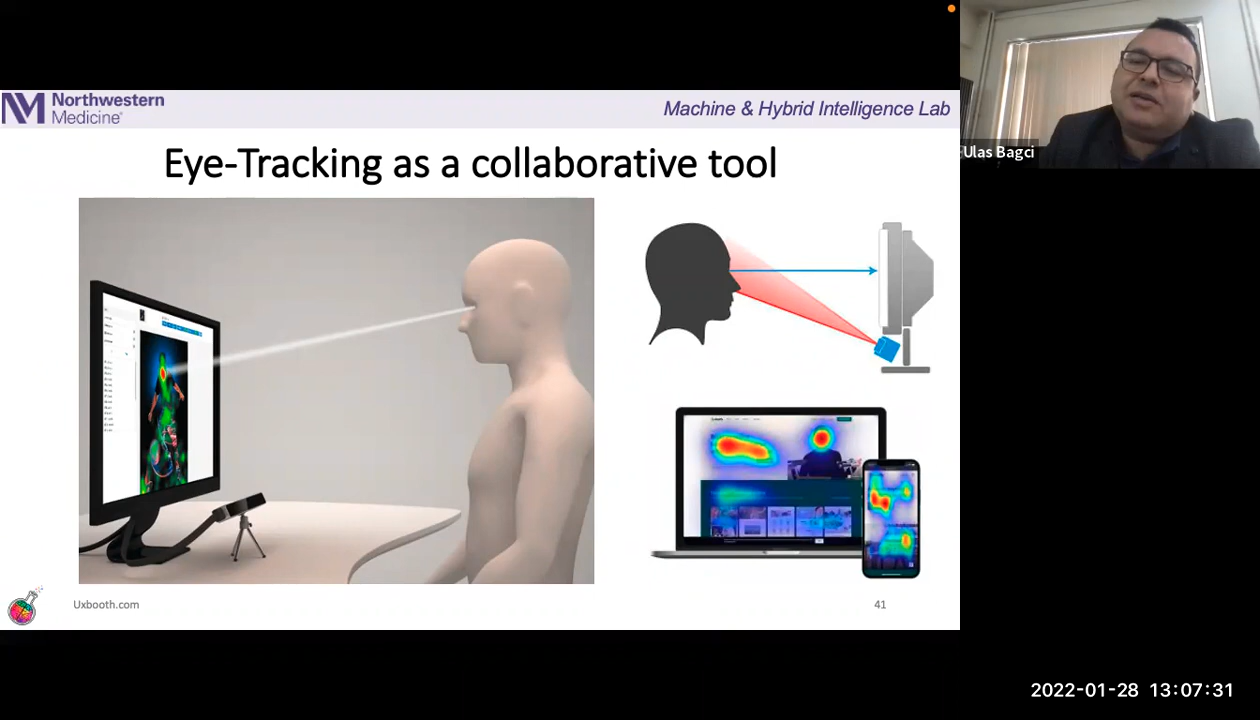 Northwestern
Medicine®
Machine & Hybrid Intelligence Lab
Ulas Bagci
Eye-Tracking as a collaborative tool
Uxbooth.com
41
2022-01-28 13:07:31